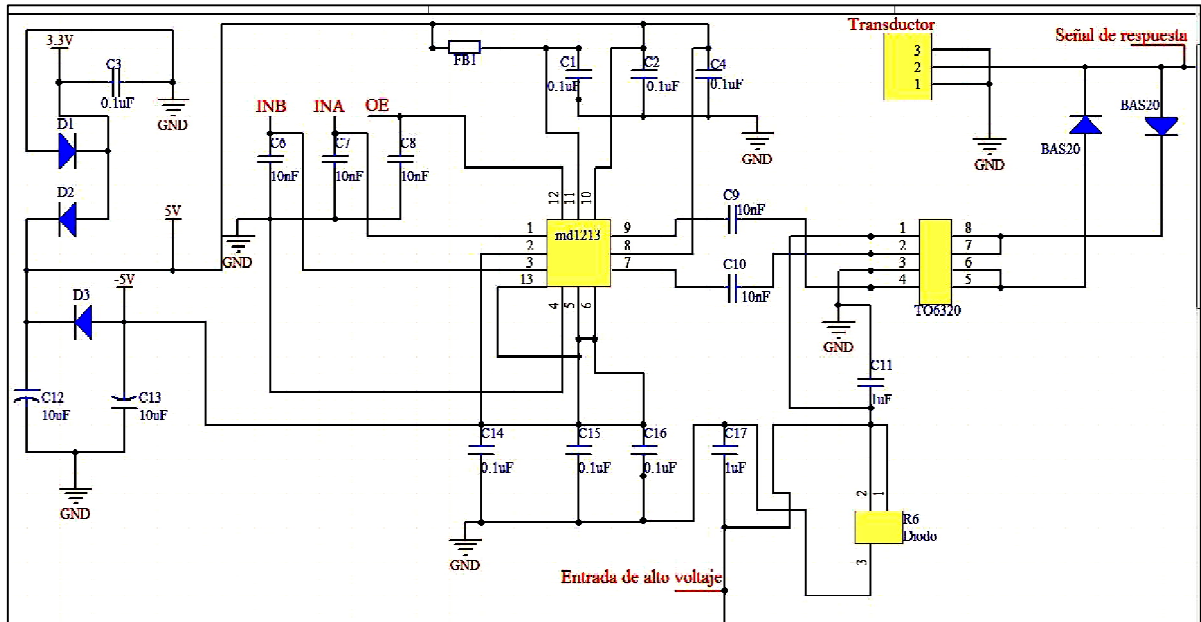 Transductor
Señal de respuesta
3.3V
C3
0.1uF
GND
FB1
C1
0.1uF
C2
0.1uF
C4
0.1uF
GND
3
2
1
GND
BAS20
BAS20
D1
D2
INB
INA
OE
C6
10nF
C7
10nF
C8
10nF
GND
5V
-5V
D3
12
11
10
1
2
3
13
md1213
9
8
7
4
5
6
C9
10nF
C10
10nF
1
2
3
4
8
7
6
5
TO6320
GND
C11
1uF
C12
10uF
C13
10uF
GND
C14
0.1uF
C15
0.1uF
C16
0.1uF
C17
1uF
GND
2
1
R6
Diodo
3
Entrada de alto voltaje